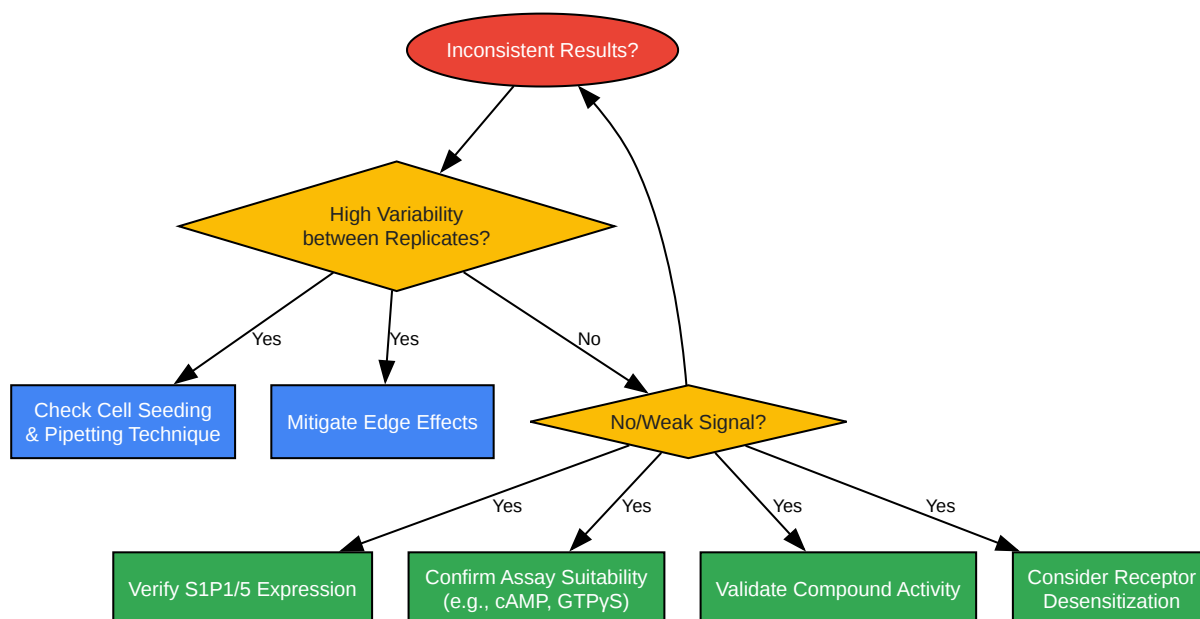 Inconsistent Results?
High Variability
between Replicates?
Yes
Yes
No
Check Cell Seeding
& Pipetting Technique
Mitigate Edge Effects
No/Weak Signal?
Yes
Yes
Yes
Yes
Verify S1P1/5 Expression
Confirm Assay Suitability
(e.g., cAMP, GTPγS)
Validate Compound Activity
Consider Receptor
Desensitization